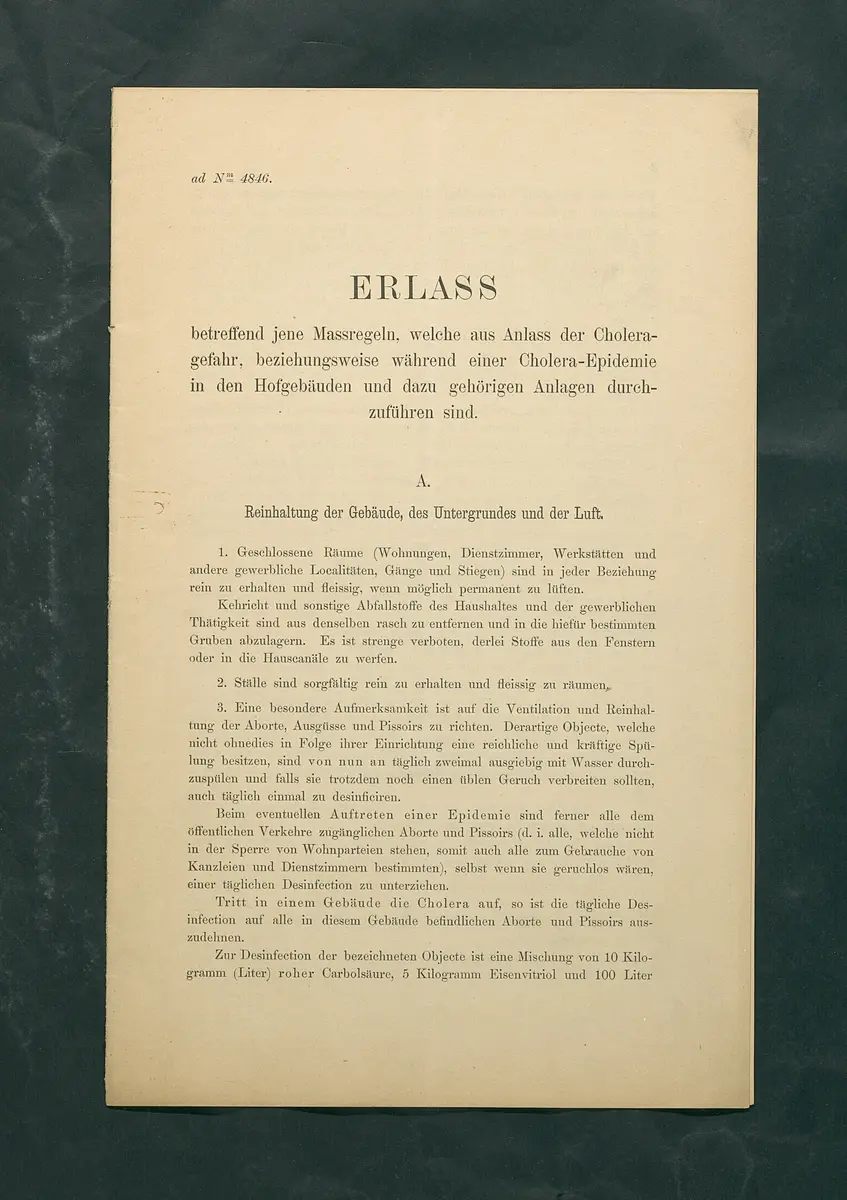 ad Nm 4846.
ERLASS
betreffend jene Massregeln, welche aus Anlass der Cholera-
gefahr, beziehungsweise während einer Cholera-Epidemie
in den Hofgebäuden und dazu gehörigen Anlagen durch-
zuführen sind.
A.
Reinhaltung der Gebäude, des Untergrundes und der Luft.
1. Geschlossene Räume (Wohnungen, Dienstzimmer, Werkstätten und
andere gewerbliche Localitäten, Gänge und Stiegen) sind in jeder Beziehung
rein zu erhalten und fleissig, wenn möglich permanent zu lüften.
Kehricht und sonstige Abfallstoffe des Haushaltes und der gewerblichen
Thätigkeit sind aus denselben rasch zu entfernen und in die hiefür bestimmten
Gruben abzulagern. Es ist strenge verboten, derlei Stoffe aus den Fenstern
oder in die Hauscanäle zu werfen.
2. Ställe sind sorgfältig rein zu erhalten und fleissig zu räumen.
3. Eine besondere Aufmerksamkeit ist auf die Ventilation und Reinhal-
tung der Aborte, Ausgüsse und Pissoirs zu richten. Derartige Objecte, welche
nicht ohnedies in Folge ihrer Einrichtung eine reichliche und kräftige Spü-
lung besitzen, sind von nun an täglich zweimal ausgiebig mit Wasser durch-
zuspülen und falls sie trotzdem noch einen üblen Geruch verbreiten sollten,
auch täglich einmal zu desinficiren.
Beim eventuellen Auftreten einer Epidemie sind ferner alle dem
öffentlichen Verkehre zugänglichen Aborte und Pissoirs (d. i. alle, welche nicht
in der Sperre von Wohnparteien stehen, somit auch alle zum Gebrauche von
Kanzleien und Dienstzimmern bestimmten), selbst wenn sie geruchlos wären,
einer täglichen Desinfection zu unterziehen.
Tritt in einem Gebäude die Cholera auf, so ist die tägliche Des-
infection auf alle in diesem Gebäude befindlichen Aborte und Pissoirs aus-
zudehnen.
Zur Desinfection der bezeichneten Objecte ist eine Mischung von 10 Kilo-
gramm (Liter) roher Carbolsäure, 5 Kilogramm Eisenvitriol und 100 Liter